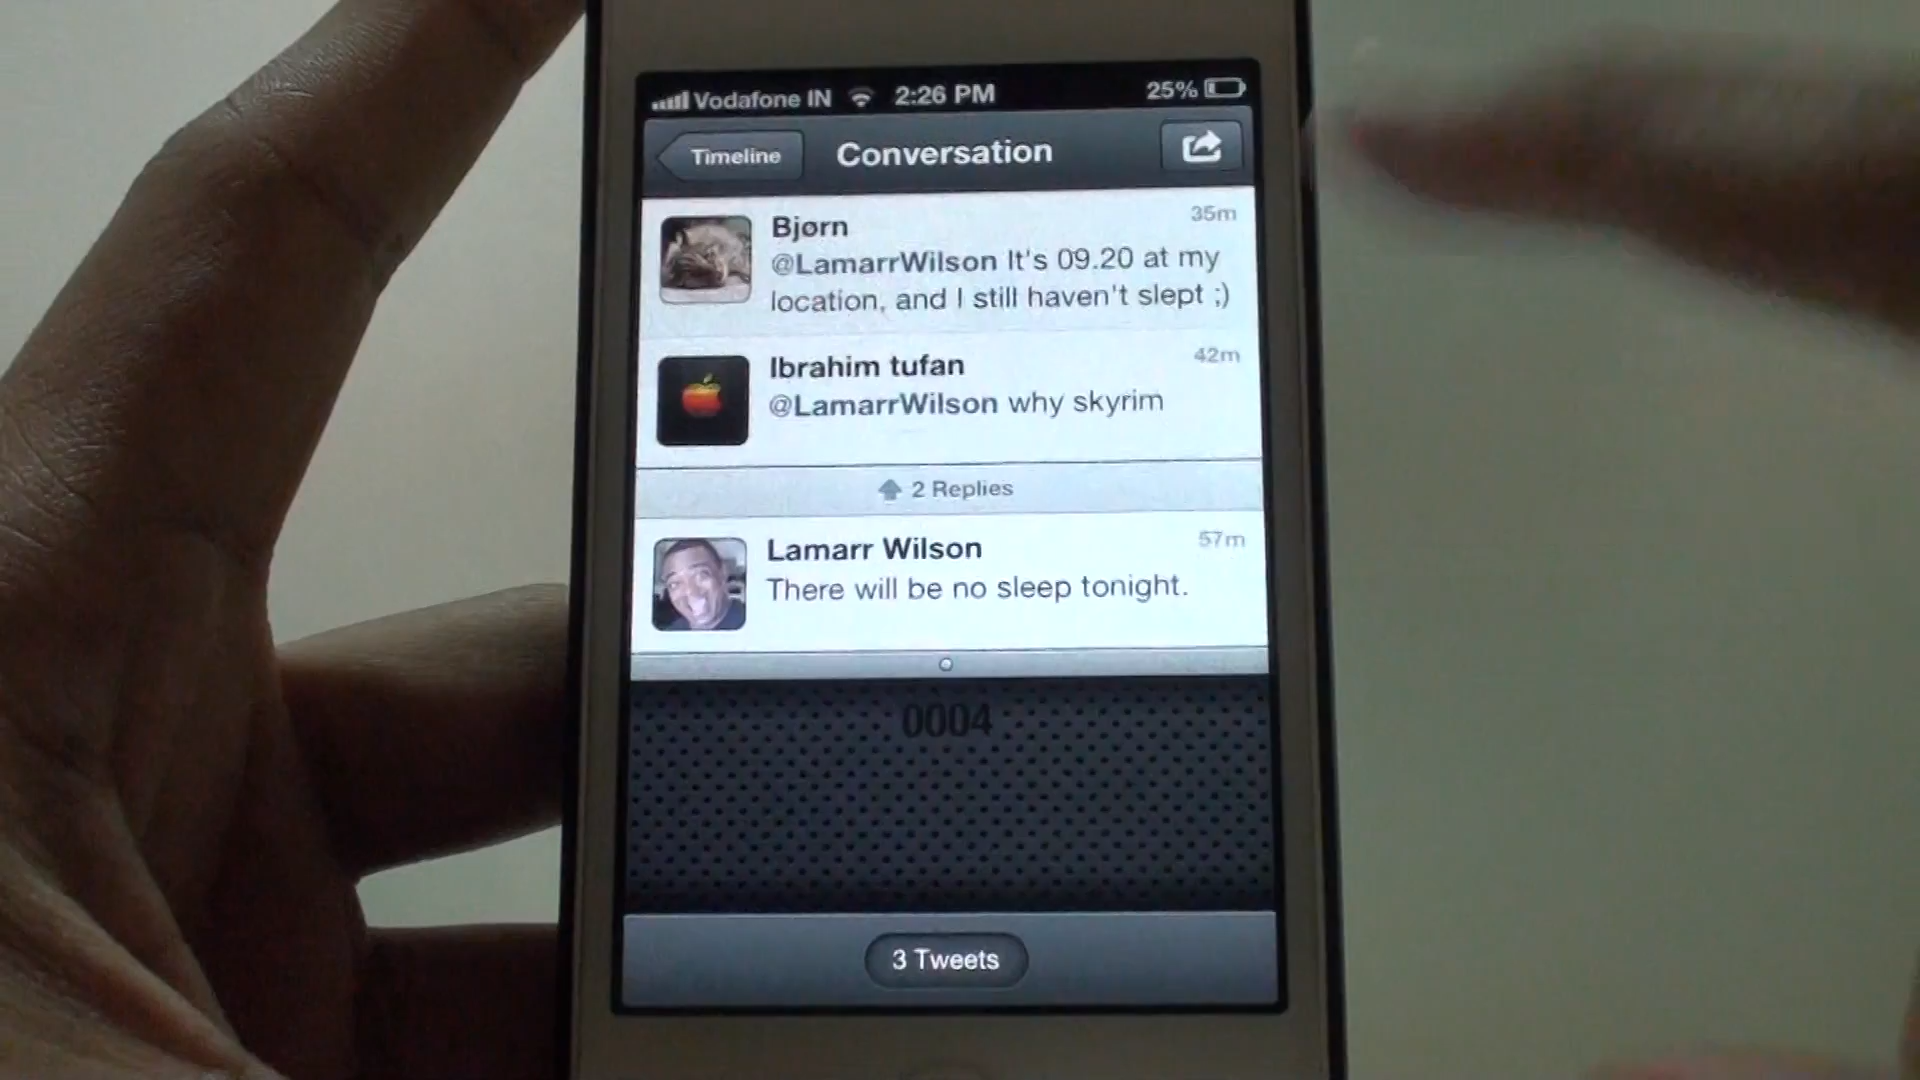 Vodafone IN 2:26 PM 25%
Timeline Conversation
Bjørn 35m
@LamarrWilson It's 09.20 at my
location, and I still haven't slept ;)
Ibrahim tufan 42m
@LamarrWilson why skyrim
2 Replies
Lamarr Wilson 57m
There will be no sleep tonight.
0004
3 Tweets